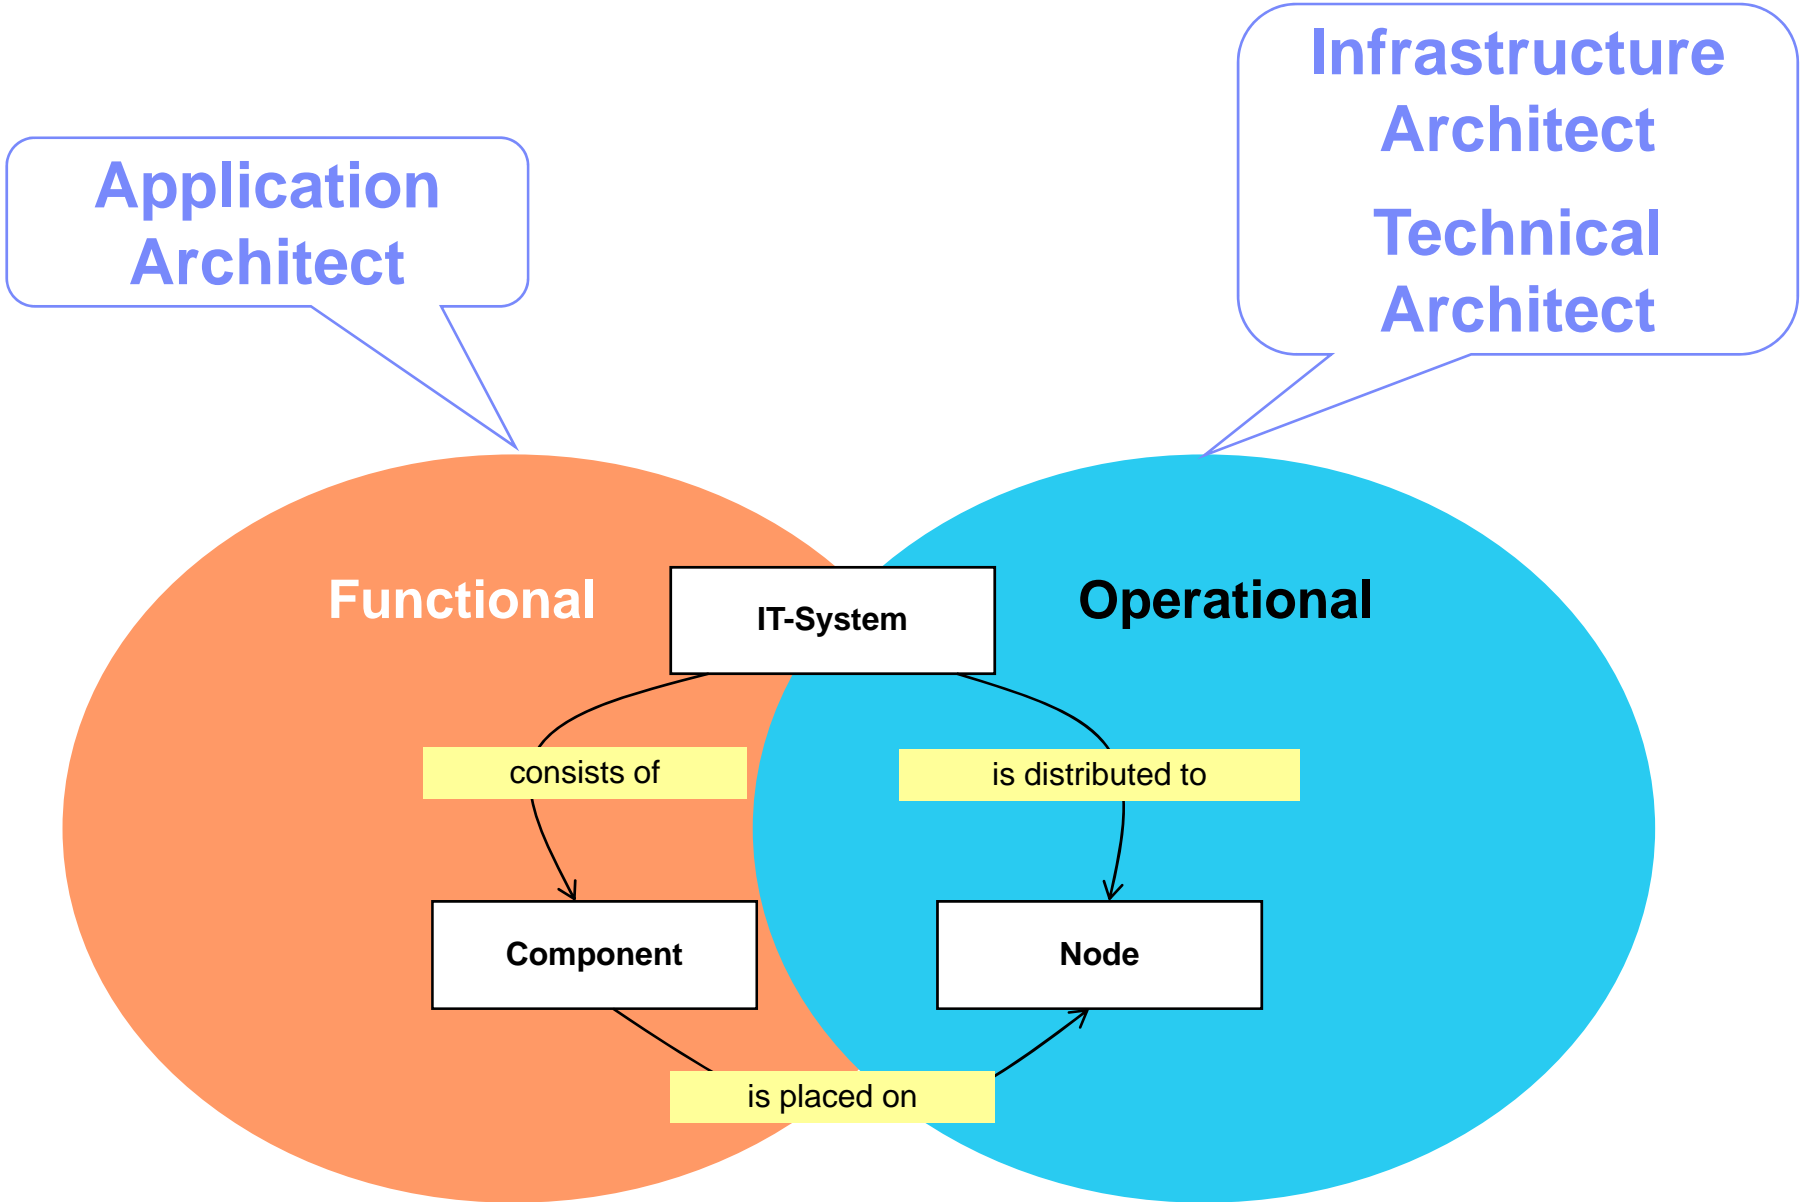 Infrastructure
Architect
Technical
Architect
Application
Architect
Functional
Operational
IT-System
consists of
is distributed to
Component
Node
is placed on